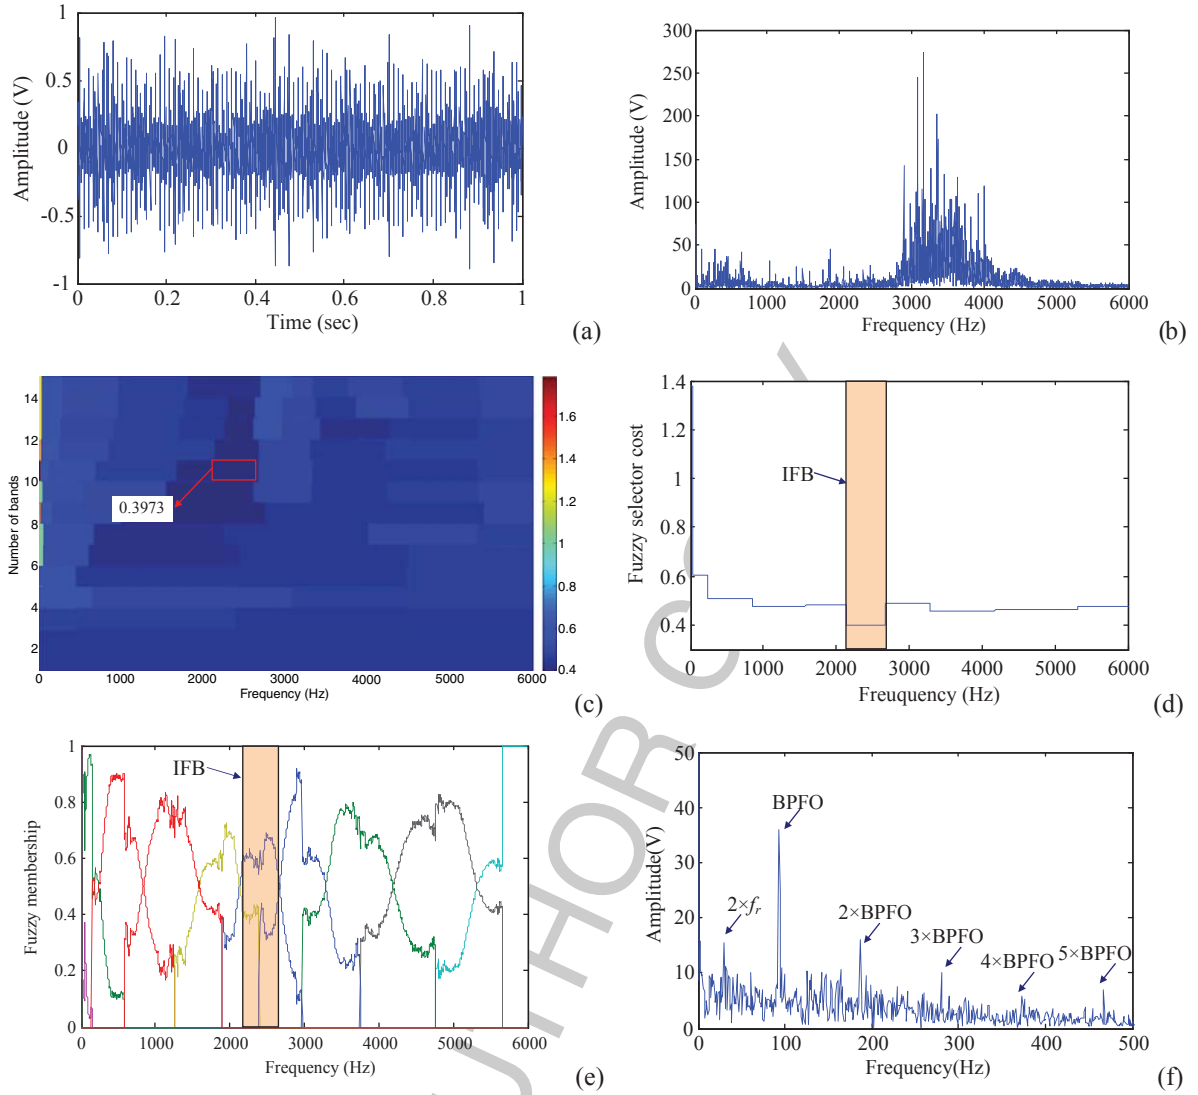 1
0.5
0
-0.5
-1
Amplitude (V)
0 0.2 0.4 0.6 0.8 1
Time (sec)
(a)
300
250
200
150
100
50
0
Amplitude (V)
0 1000 2000 3000 4000 5000 6000
Frequency (Hz)
(b)
14
12
10
8
6
4
2
Number of bands
0.3973
0 1000 2000 3000 4000 5000 6000
Frequency (Hz)
1.6
1.4
1.2
1
0.8
0.6
0.4
(c)
1.4
1.2
1
0.8
0.6
0.4
Fuzzy selector cost
IFB
0 1000 2000 3000 4000 5000 6000
Freuquency (Hz)
(d)
1
0.8
0.6
0.4
0.2
0
Fuzzy membership
IFB
0 1000 2000 3000 4000 5000 6000
Frequency (Hz)
(e)
50
40
30
20
10
0
Amplitude(V)
BPFO
2×fr
2×BPFO
3×BPFO
4×BPFO
5×BPFO
0 100 200 300 400 500
Frequency(Hz)
(f)